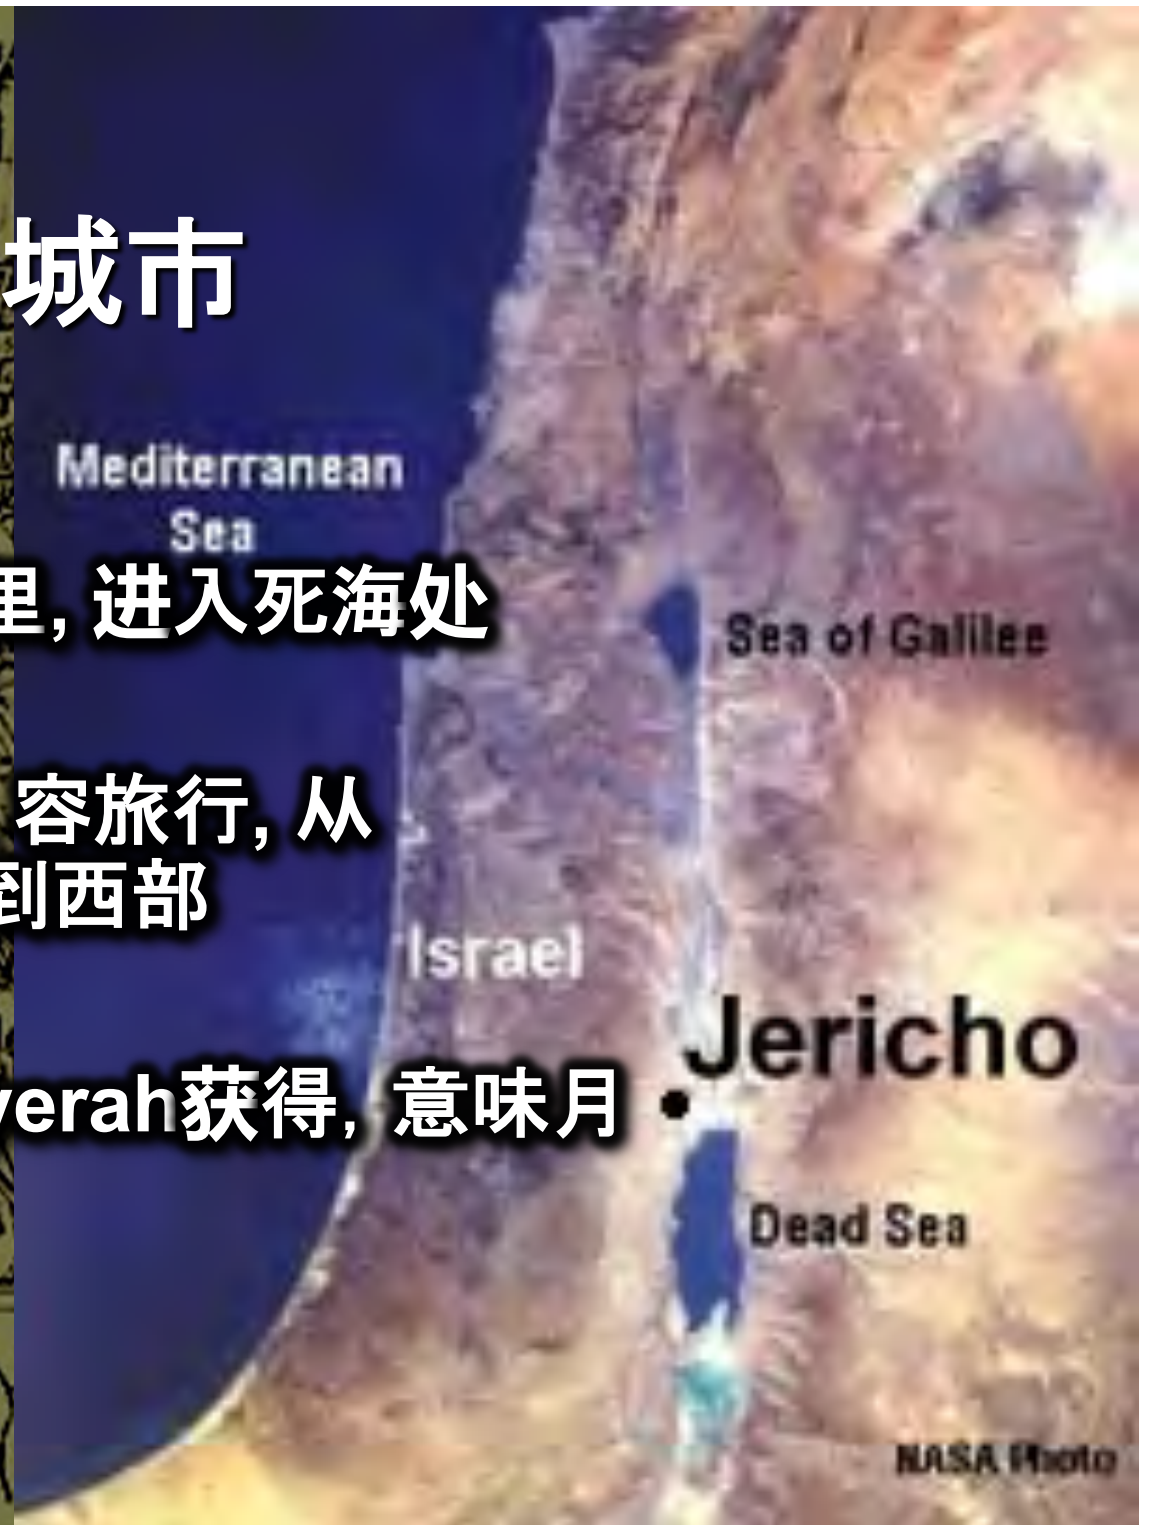 城市
Mediterranean
Sea
里, 进入死海处
Sea of Galilee
容旅行, 从
到西部
Israel
Jericho
verah获得, 意味月
Dead Sea
NASA Photo